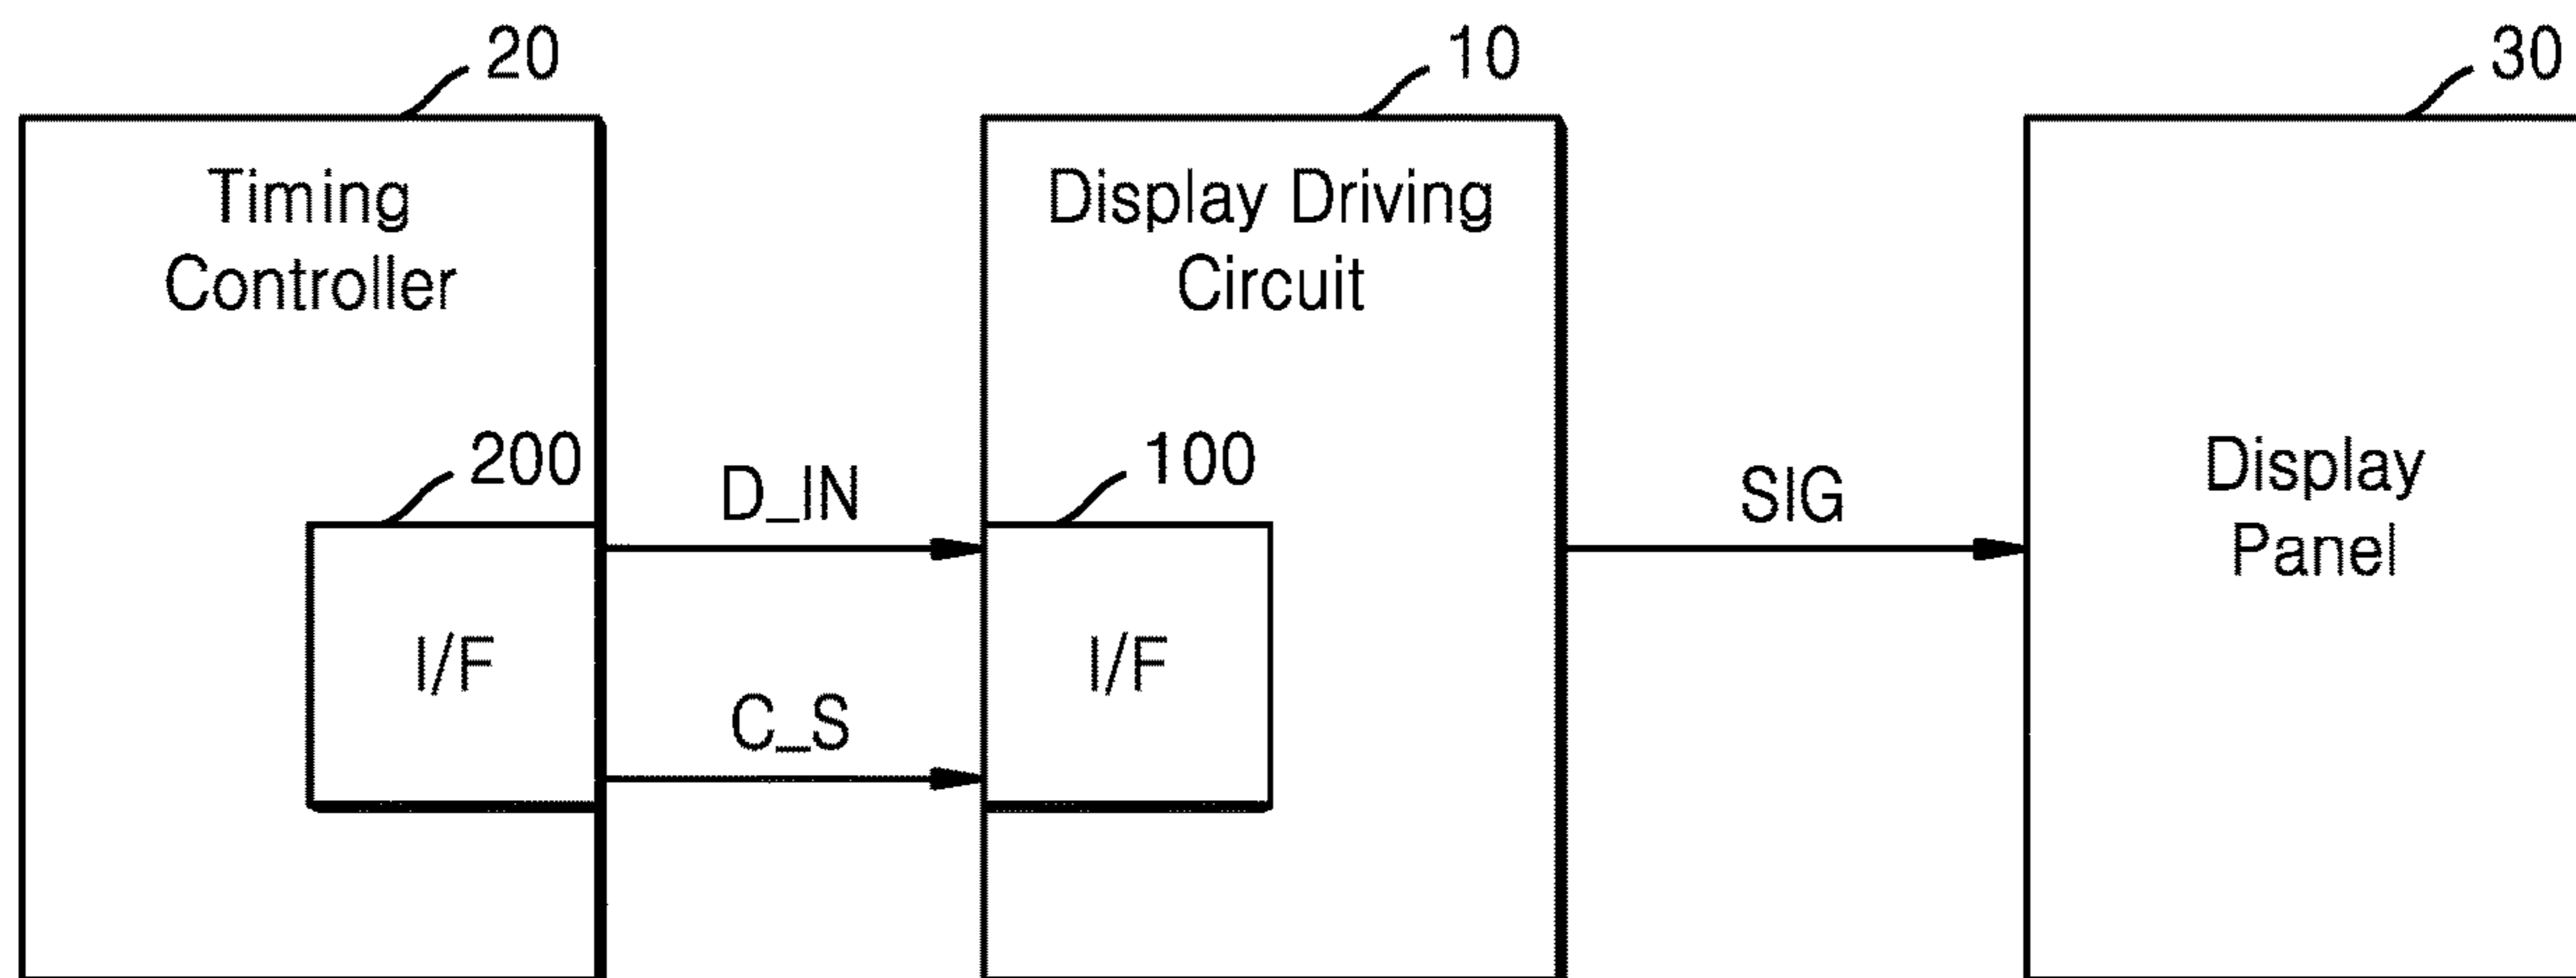 20
10
30
Timing
Controller
Display Driving
Circuit
Display
Panel
200
D_IN
100
SIG
I/F
I/F
C_S